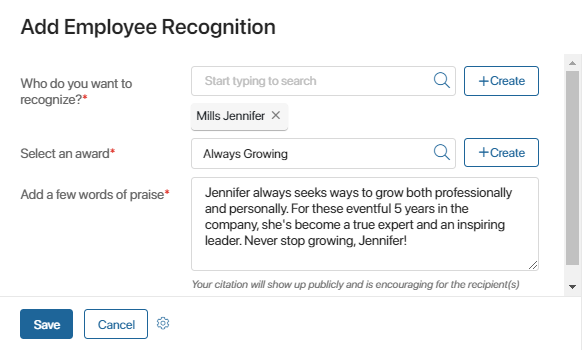 Add Employee Recognition
Who do you want to
recognize?*
Start typing to search
+Create
Mills Jennifer ×
Select an award*
Always Growing
+Create
Add a few words of praise*
Jennifer always seeks ways to grow both professionally
and personally. For these eventful 5 years in the
company, she's become a true expert and an inspiring
leader. Never stop growing, Jennifer!
Your citation will show up publicly and is encouraging for the recipient(s)
Save
Cancel